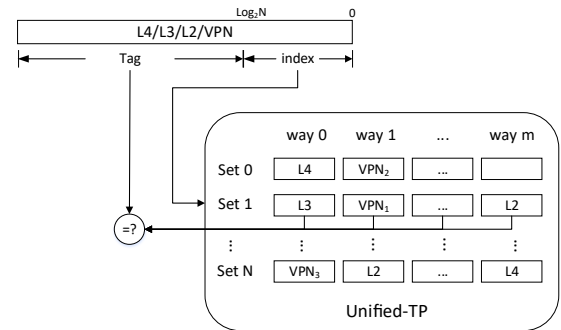 Log₂N 0
L4/L3/L2/VPN
Tag index
way 0 way 1 ... way m
Set 0 L4 VPN₂ ...
Set 1 L3 VPN₁ ... L2
=?
⋮ ⋮ ⋮ ⋮ ⋮
Set N VPN₃ L2 ... L4
Unified-TP